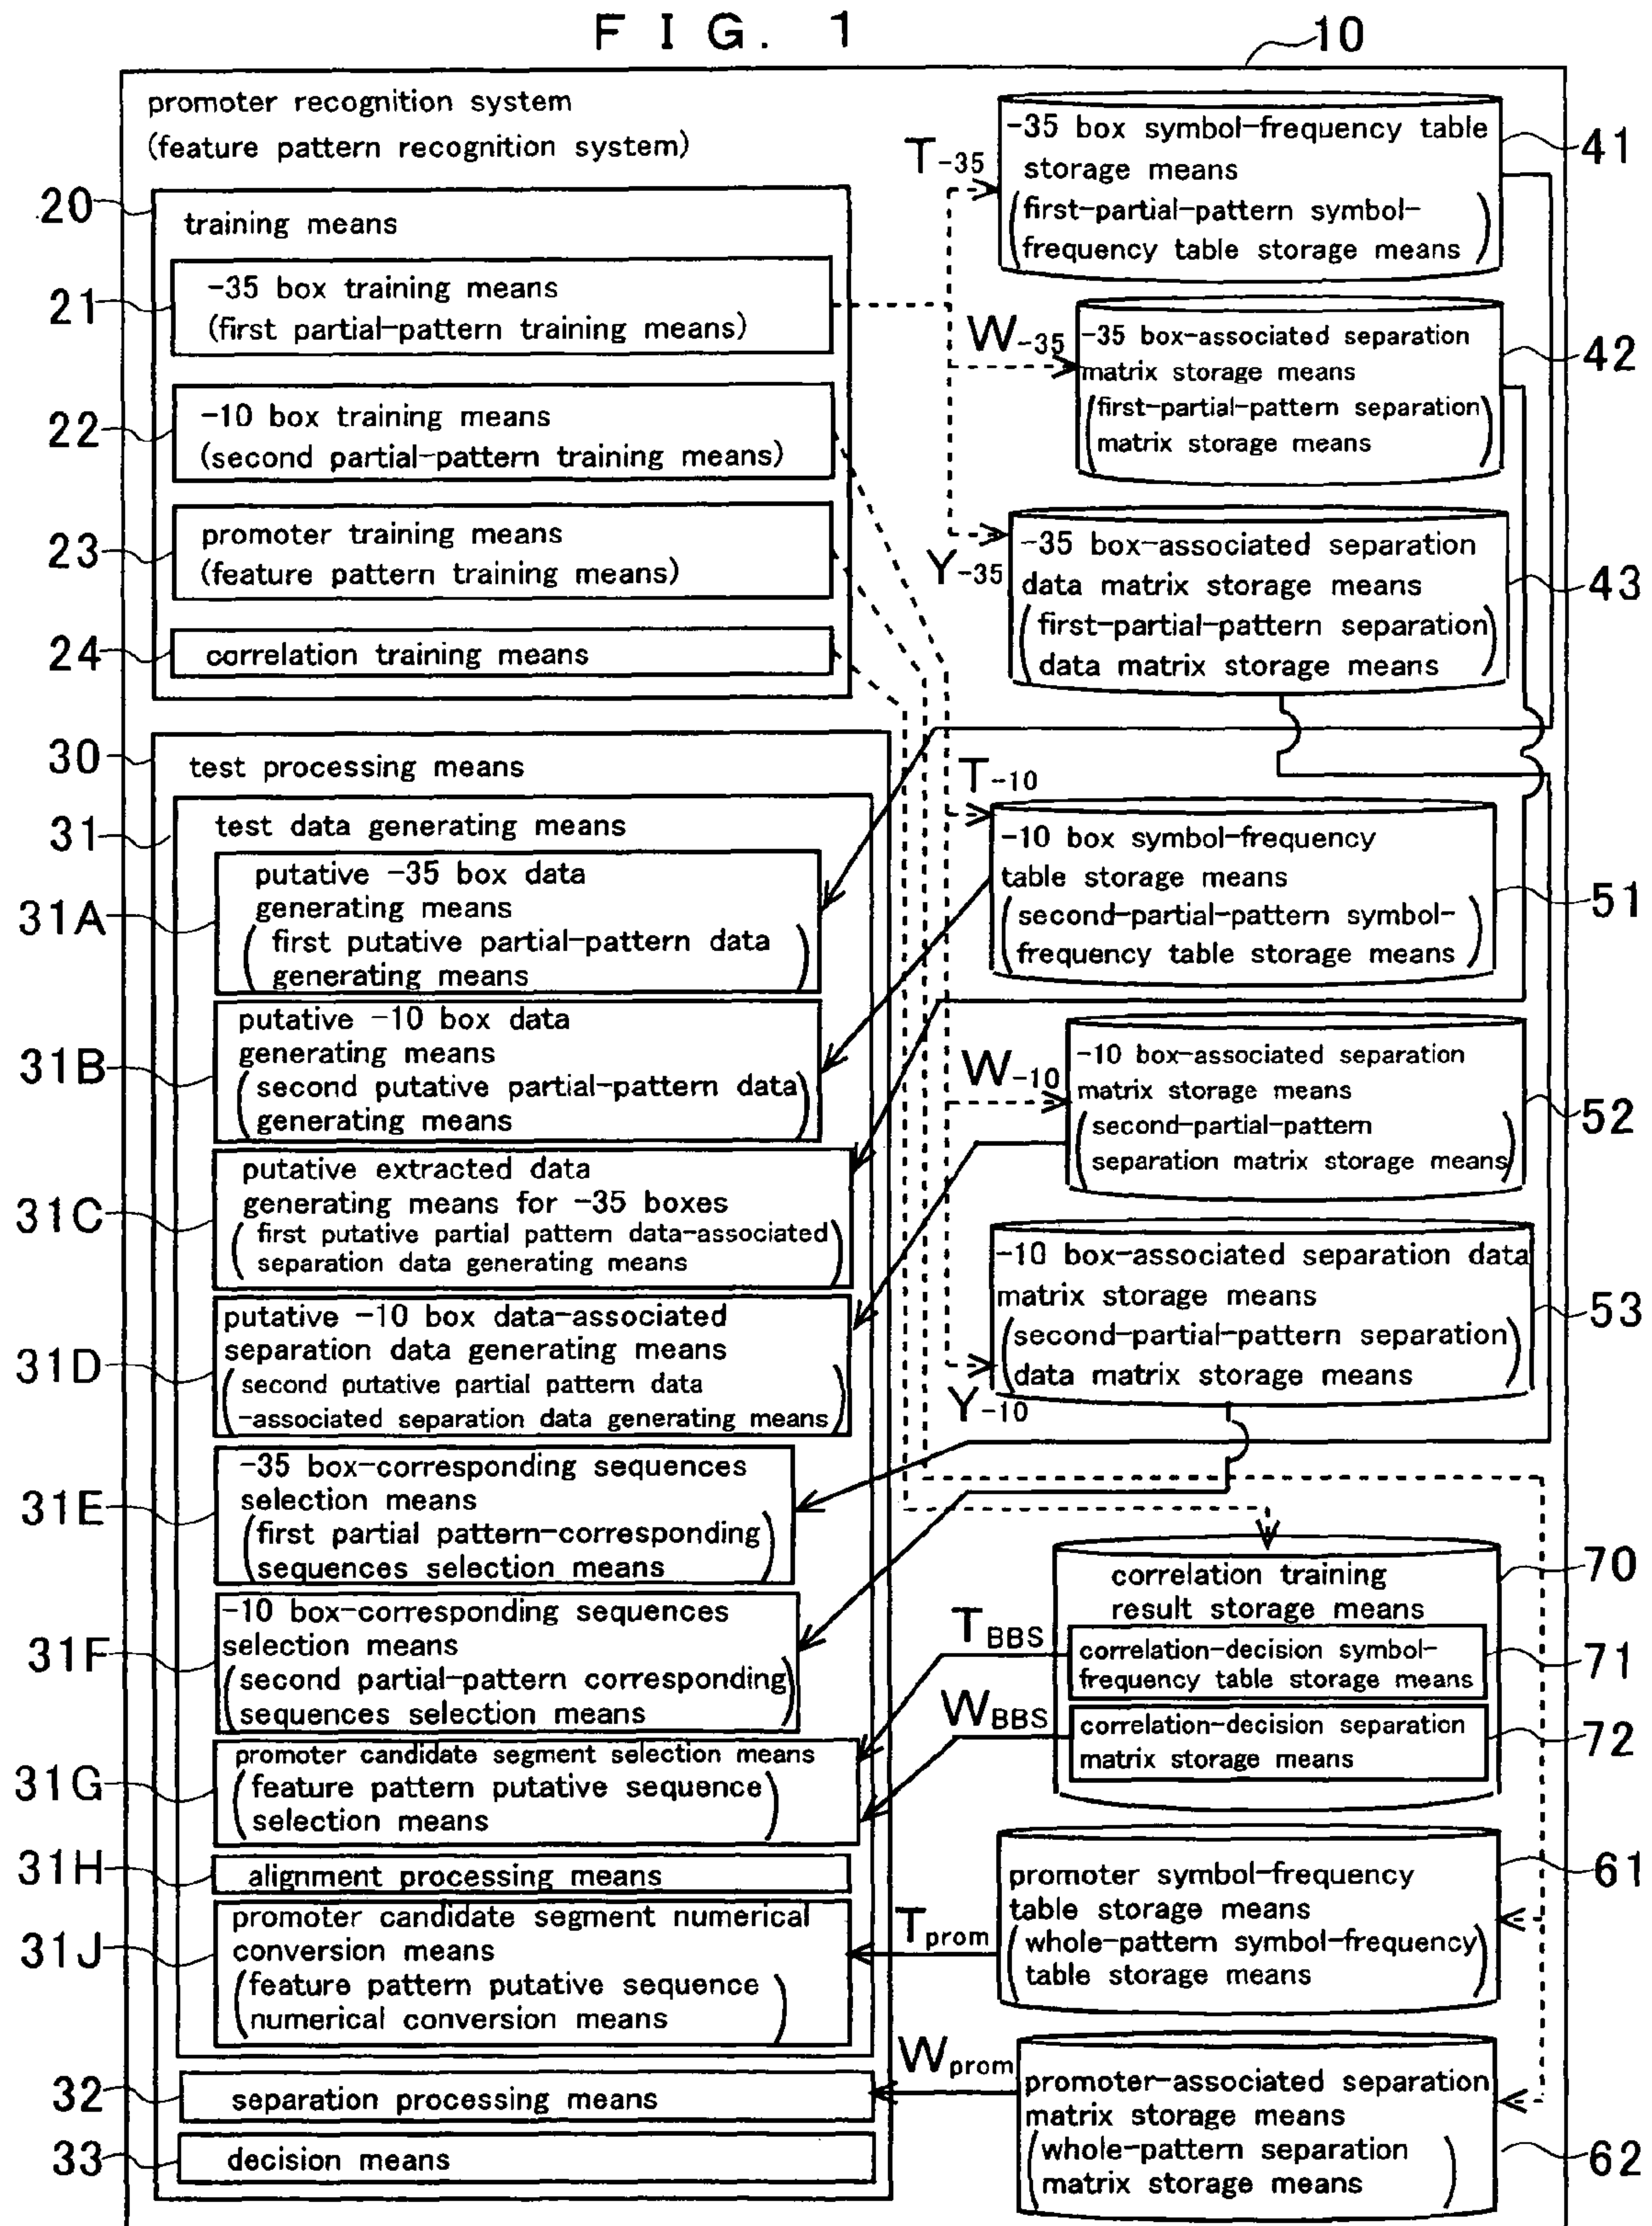 FIG. 1
10
promoter recognition system
(feature pattern recognition system)
20
training means
21
-35 box training means
(first partial-pattern training means)
22
-10 box training means
(second partial-pattern training means)
23
promoter training means
(feature pattern training means)
24
correlation training means
30
test processing means
31
test data generating means
31A
putative -35 box data
generating means
(first putative partial-pattern data
generating means)
31B
putative -10 box data
generating means
(second putative partial-pattern data
generating means)
31C
putative extracted data
generating means for -35 boxes
(first putative partial pattern data-associated
separation data generating means)
31D
putative -10 box data-associated
separation data generating means
(second putative partial pattern data
-associated separation data generating means)
31E
-35 box-corresponding sequences
selection means
(first partial pattern-corresponding
sequences selection means)
31F
-10 box-corresponding sequences
selection means
(second partial-pattern corresponding
sequences selection means)
31G
promoter candidate segment selection means
(feature pattern putative sequence
selection means)
31H
alignment processing means
31J
promoter candidate segment numerical
conversion means
(feature pattern putative sequence
numerical conversion means)
32
separation processing means
33
decision means
T-35
-35 box symbol-frequency table
storage means
(first-partial-pattern symbol-
frequency table storage means)
41
W-35
-35 box-associated separation
matrix storage means
(first-partial-pattern separation
matrix storage means)
42
Y-35
-35 box-associated separation
data matrix storage means
(first-partial-pattern separation
data matrix storage means)
43
T-10
-10 box symbol-frequency
table storage means
(second-partial-pattern symbol-
frequency table storage means)
51
W-10
-10 box-associated separation
matrix storage means
(second-partial-pattern
separation matrix storage means)
52
-10 box-associated separation data
matrix storage means
(second-partial-pattern separation
data matrix storage means)
53
Y-10
correlation training
result storage means
70
TBBS
correlation-decision symbol-
frequency table storage means
71
WBBS
correlation-decision separation
matrix storage means
72
promoter symbol-frequency
table storage means
(whole-pattern symbol-frequency
table storage means)
61
Tprom
Wprom
promoter-associated separation
matrix storage means
(whole-pattern separation
matrix storage means)
62